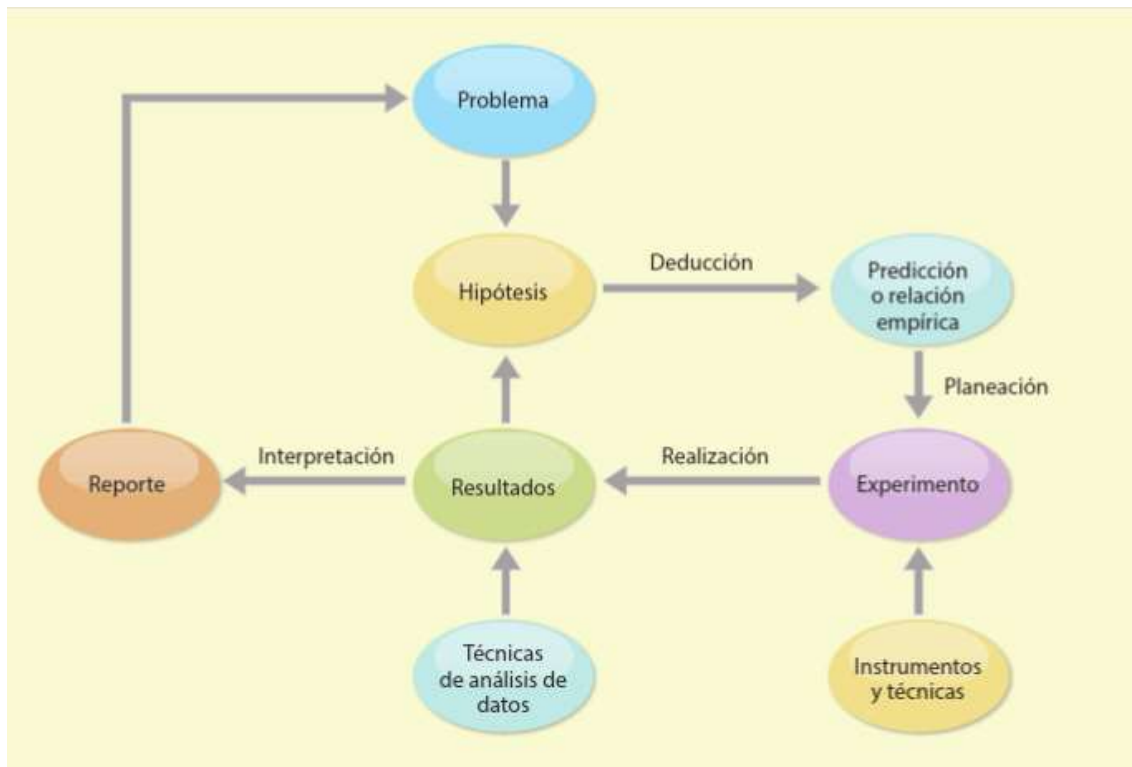 Problema
Hipótesis
Deducción
Predicción
o relación
empírica
Planeación
Reporte
Interpretación
Resultados
Realización
Experimento
Técnicas
de análisis de
datos
Instrumentos
y técnicas